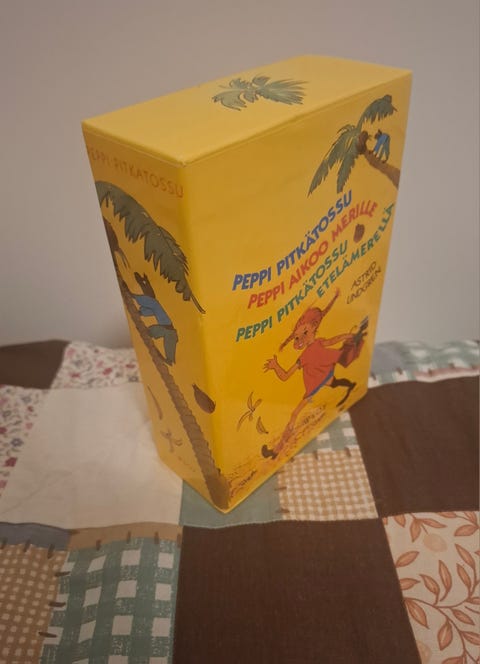 PEPPI PITKÄTOSSU
PEPPI PITKÄTOSSU
PEPPI AIKOO MERILLE
PEPPI PITKÄTOSSU
ETELÄMERELLÄ
ASTRID
LINDGREN